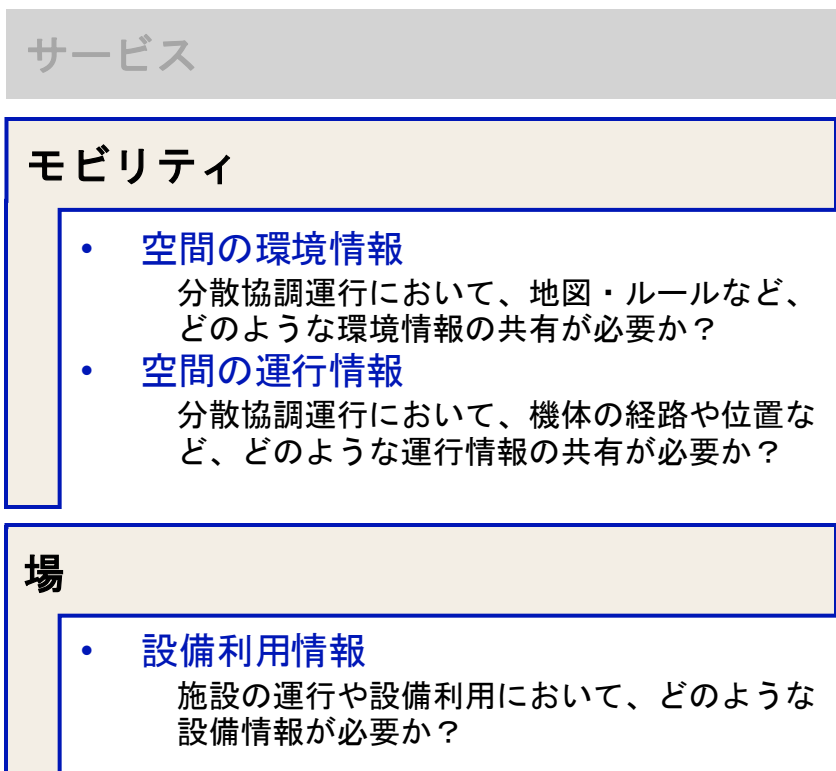 サービス
モビリティ
• 空間の環境情報
分散協調運行において、地図・ルールなど、
どのような環境情報の共有が必要か？
• 空間の運行情報
分散協調運行において、機体の経路や位置な
ど、どのような運行情報の共有が必要か？
場
• 設備利用情報
施設の運行や設備利用において、どのような
設備情報が必要か？